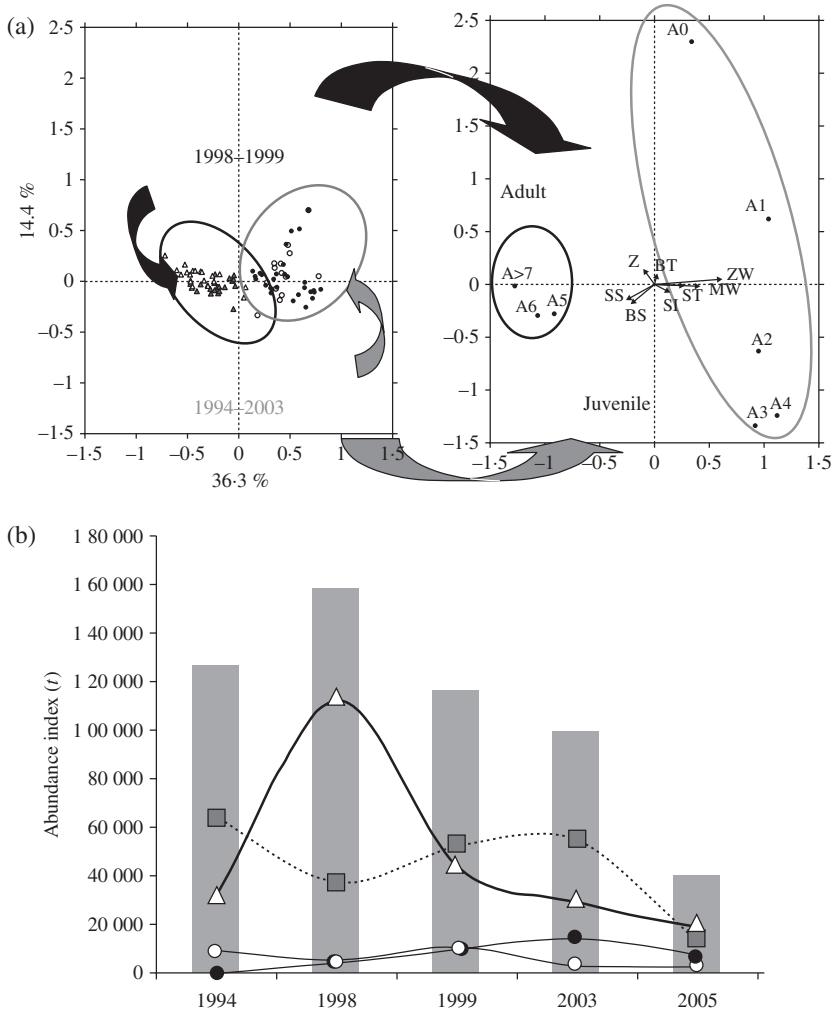 (a)
2·5
2
1·5
1
0·5
0
−0·5
−1
−1·5
14.4 %
1998–1999
1994–2003
−1·5 −1 −0·5 0 0·5 1 1·5
36·3 %
2·5
2
1·5
1
0·5
0
−0·5
−1
−1·5
A0
A1
Adult
Z BT ZW
A>7
SS SI ST MW
BS
A6 A5
A2
Juvenile
A3 A4
−1·5 −1 −0·5 0 0·5 1 1·5
(b)
Abundance index (t)
1 80 000
1 60 000
1 40 000
1 20 000
1 00 000
80 000
60 000
40 000
20 000
0
1994 1998 1999 2003 2005